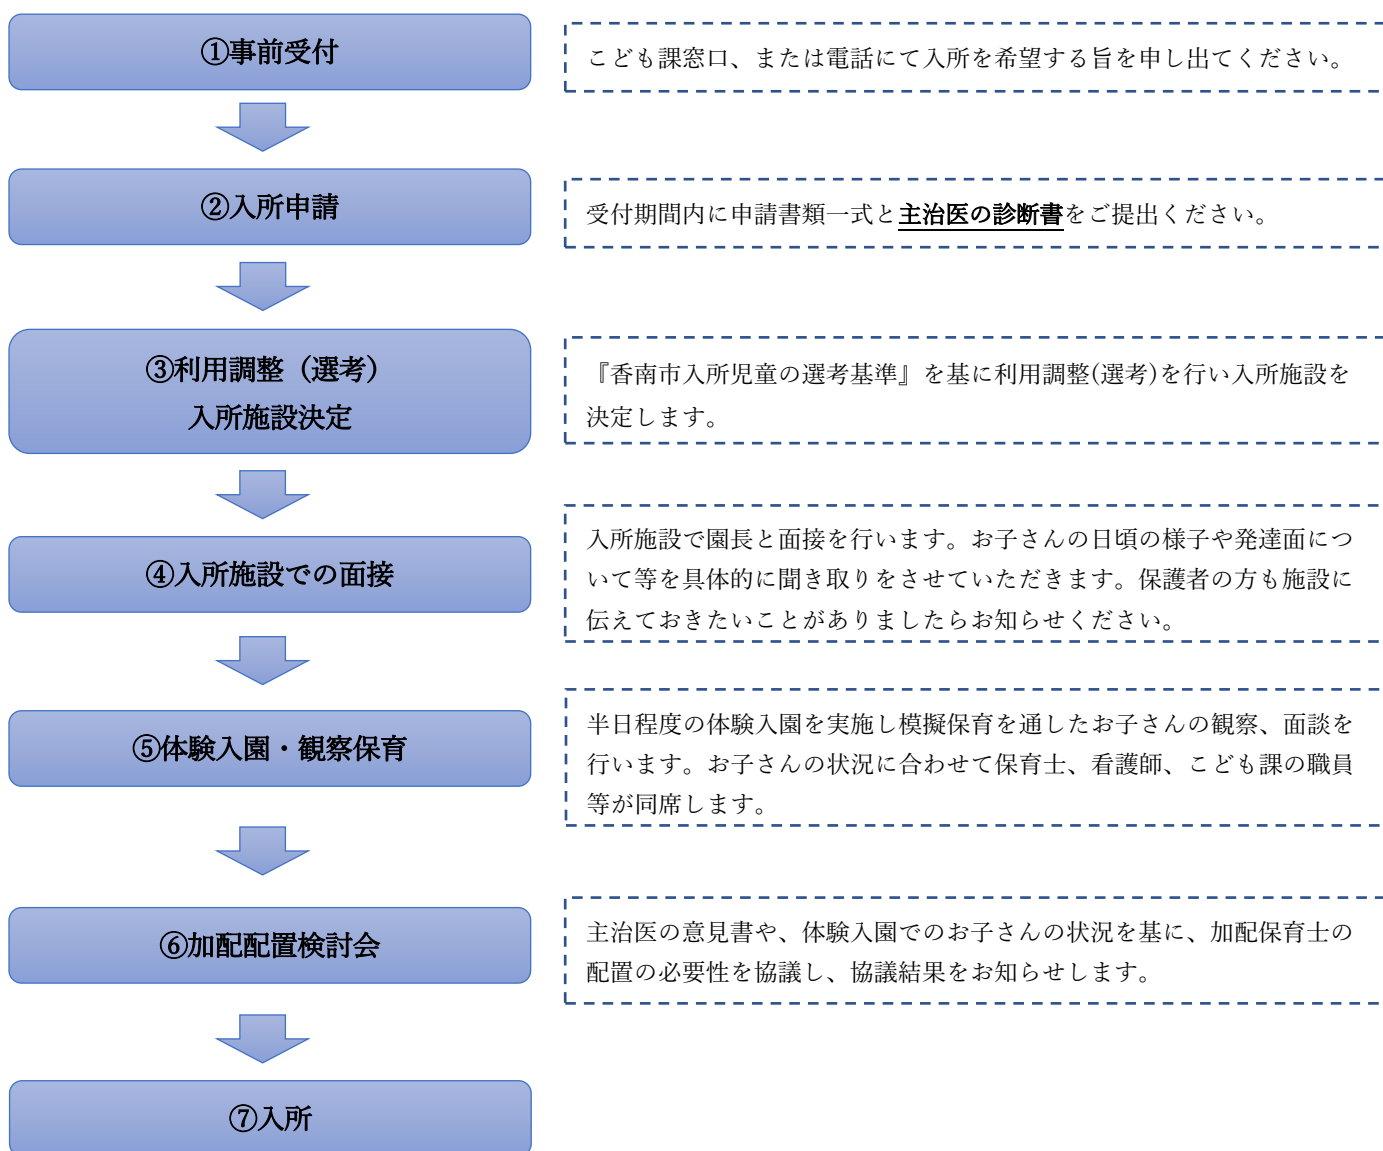 ①事前受付
こども課窓口、または電話にて入所を希望する旨を申し出てください。
②入所申請
受付期間内に申請書類一式と主治医の診断書をご提出ください。
③利用調整（選考）
入所施設決定
『香南市入所児童の選考基準』を基に利用調整(選考)を行い入所施設を
決定します。
④入所施設での面接
入所施設で園長と面接を行います。お子さんの日頃の様子や発達面につ
いて等を具体的に聞き取りをさせていただきます。保護者の方も施設に
伝えておきたいことがありましたらお知らせください。
⑤体験入園・観察保育
半日程度の体験入園を実施し模擬保育を通したお子さんの観察、面談を
行います。お子さんの状況に合わせて保育士、看護師、こども課の職員
等が同席します。
⑥加配配置検討会
主治医の意見書や、体験入園でのお子さんの状況を基に、加配保育士の
配置の必要性を協議し、協議結果をお知らせします。
⑦入所